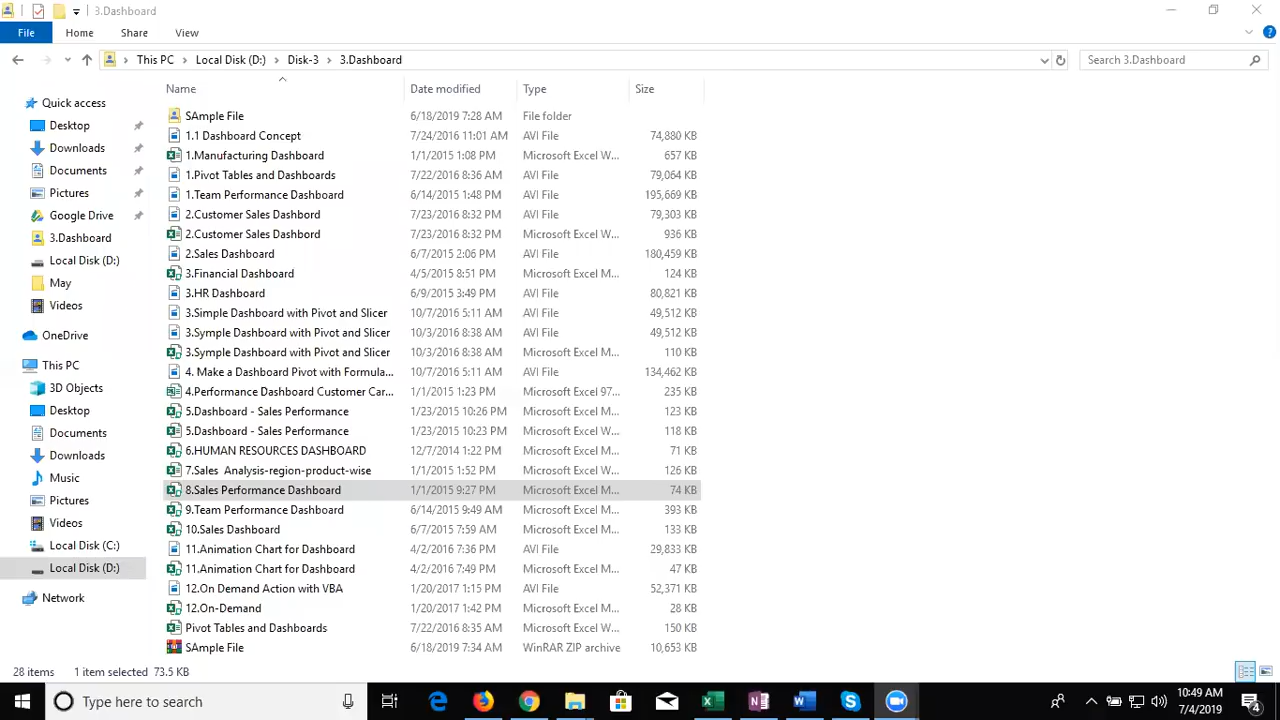 3.Dashboard
File Home Share View
This PC Local Disk (D:) Disk-3 3.Dashboard Search 3.Dashboard
Name Date modified Type Size
Quick access
Desktop
Downloads
Documents
Pictures
Google Drive
3.Dashboard
Local Disk (D:)
May
Videos
OneDrive
This PC
3D Objects
Desktop
Documents
Downloads
Music
Pictures
Videos
Local Disk (C:)
Local Disk (D:)
Network
SAmple File 6/18/2019 7:28 AM File folder
1.1 Dashboard Concept 7/24/2016 11:01 AM AVI File 74,880 KB
1.Manufacturing Dashboard 1/1/2015 1:08 PM Microsoft Excel W... 657 KB
1.Pivot Tables and Dashboards 7/22/2016 8:36 AM AVI File 79,064 KB
1.Team Performance Dashboard 6/14/2015 1:48 PM AVI File 195,669 KB
2.Customer Sales Dashbord 7/23/2016 8:32 PM AVI File 79,303 KB
2.Customer Sales Dashbord 7/23/2016 8:32 PM Microsoft Excel W... 936 KB
2.Sales Dashboard 6/7/2015 2:06 PM AVI File 180,459 KB
3.Financial Dashboard 4/5/2015 8:51 PM Microsoft Excel M... 124 KB
3.HR Dashboard 6/9/2015 3:49 PM AVI File 80,821 KB
3.Simple Dashboard with Pivot and Slicer 10/7/2016 5:11 AM AVI File 49,512 KB
3.Symple Dashboard with Pivot and Slicer 10/3/2016 8:38 AM AVI File 49,512 KB
3.Symple Dashboard with Pivot and Slicer 10/3/2016 8:38 AM Microsoft Excel M... 110 KB
4. Make a Dashboard Pivot with Formula... 10/7/2016 5:11 AM AVI File 134,462 KB
4.Performance Dashboard Customer Car... 1/1/2015 1:23 PM Microsoft Excel 97... 235 KB
5.Dashboard - Sales Performance 1/23/2015 10:26 PM Microsoft Excel M... 123 KB
5.Dashboard - Sales Performance 1/23/2015 10:23 PM Microsoft Excel W... 118 KB
6.HUMAN RESOURCES DASHBOARD 12/7/2014 1:22 PM Microsoft Excel M... 71 KB
7.Sales Analysis-region-product-wise 1/1/2015 1:52 PM Microsoft Excel W... 126 KB
8.Sales Performance Dashboard 1/1/2015 9:27 PM Microsoft Excel M... 74 KB
9.Team Performance Dashboard 6/14/2015 9:49 AM Microsoft Excel M... 393 KB
10.Sales Dashboard 6/7/2015 7:59 AM Microsoft Excel M... 133 KB
11.Animation Chart for Dashboard 4/2/2016 7:36 PM AVI File 29,833 KB
11.Animation Chart for Dashboard 4/2/2016 7:49 PM Microsoft Excel M... 47 KB
12.On Demand Action with VBA 1/20/2017 1:15 PM AVI File 52,371 KB
12.On-Demand 1/20/2017 1:42 PM Microsoft Excel M... 28 KB
Pivot Tables and Dashboards 7/22/2016 8:35 AM Microsoft Excel W... 150 KB
SAmple File 6/18/2019 7:34 AM WinRAR ZIP archive 10,653 KB
28 items 1 item selected 73.5 KB
Type here to search
10:49 AM
7/4/2019
4